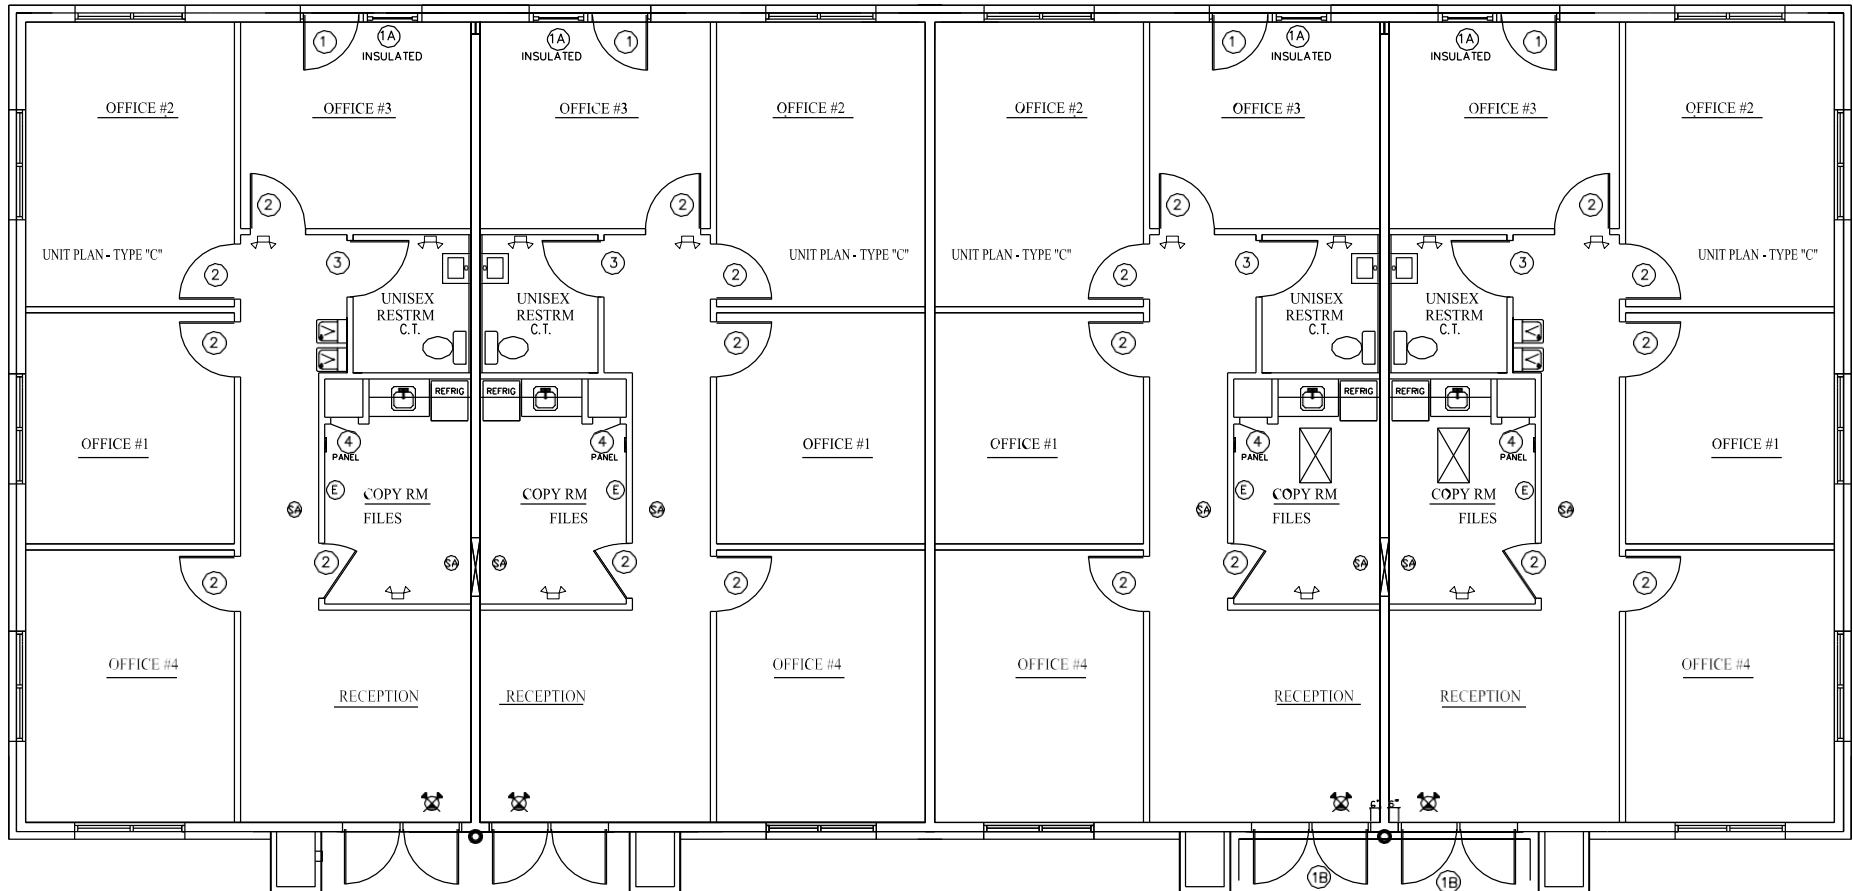 1
1A
INSULATED
1A
INSULATED
1
1
1A
INSULATED
1A
INSULATED
1
OFFICE #2
OFFICE #3
OFFICE #3
OFFICE #2
OFFICE #2
OFFICE #3
OFFICE #3
OFFICE #2
2
2
2
2
UNIT PLAN - TYPE "C"
UNIT PLAN - TYPE "C"
UNIT PLAN - TYPE "C"
UNIT PLAN - TYPE "C"
2
3
3
2
2
3
3
2
UNISEX
RESTRM
C.T.
UNISEX
RESTRM
C.T.
UNISEX
RESTRM
C.T.
UNISEX
RESTRM
C.T.
2
2
2
2
REFRIG
REFRIG
REFRIG
REFRIG
OFFICE #1
4
PANEL
4
PANEL
OFFICE #1
OFFICE #1
4
PANEL
4
PANEL
OFFICE #1
E
COPY RM
FILES
COPY RM
FILES
E
E
COPY RM
FILES
COPY RM
FILES
E
SA
SA
SA
SA
2
SA
SA
2
2
SA
SA
2
2
2
2
2
OFFICE #4
OFFICE #4
OFFICE #4
OFFICE #4
RECEPTION
RECEPTION
RECEPTION
RECEPTION
6"
6"
1B
1B